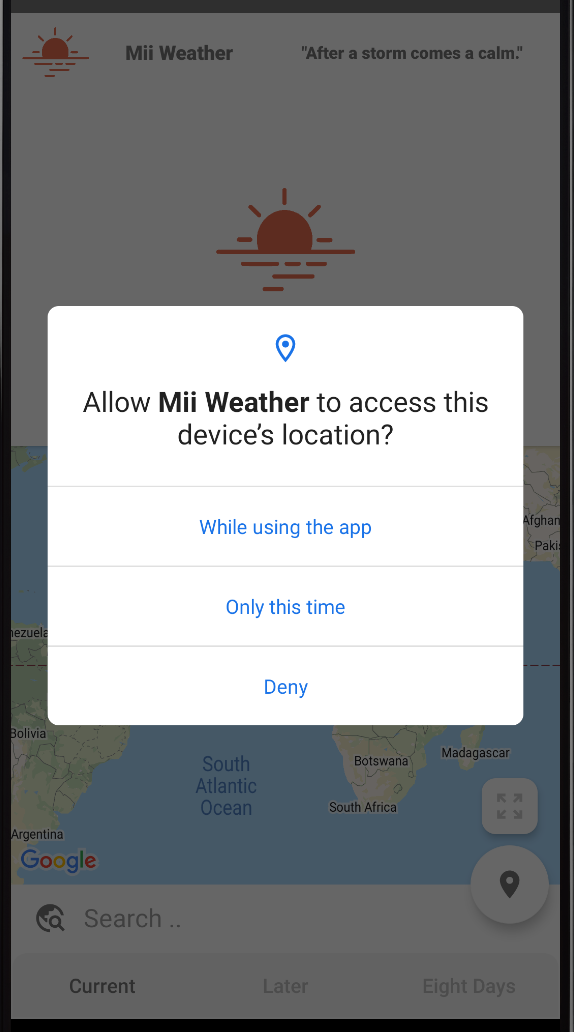 Mii Weather
"After a storm comes a calm."
Allow Mii Weather to access this
device's location?
While using the app
Only this time
Deny
Afghan
Pakis
nezuela
Bolivia
Botswana
Madagascar
South
Atlantic
Ocean
South Africa
Argentina
Google
Search ..
Current
Later
Eight Days